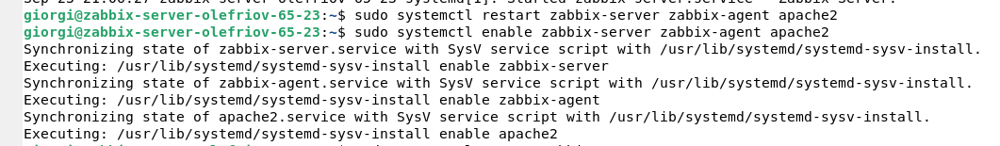 giorgi@zabbix-server-olefriov-65-23:~$ sudo systemctl restart zabbix-server zabbix-agent apache2
giorgi@zabbix-server-olefriov-65-23:~$ sudo systemctl enable zabbix-server zabbix-agent apache2
Synchronizing state of zabbix-server.service with SysV service script with /usr/lib/systemd/systemd-sysv-install.
Executing: /usr/lib/systemd/systemd-sysv-install enable zabbix-server
Synchronizing state of zabbix-agent.service with SysV service script with /usr/lib/systemd/systemd-sysv-install.
Executing: /usr/lib/systemd/systemd-sysv-install enable zabbix-agent
Synchronizing state of apache2.service with SysV service script with /usr/lib/systemd/systemd-sysv-install.
Executing: /usr/lib/systemd/systemd-sysv-install enable apache2